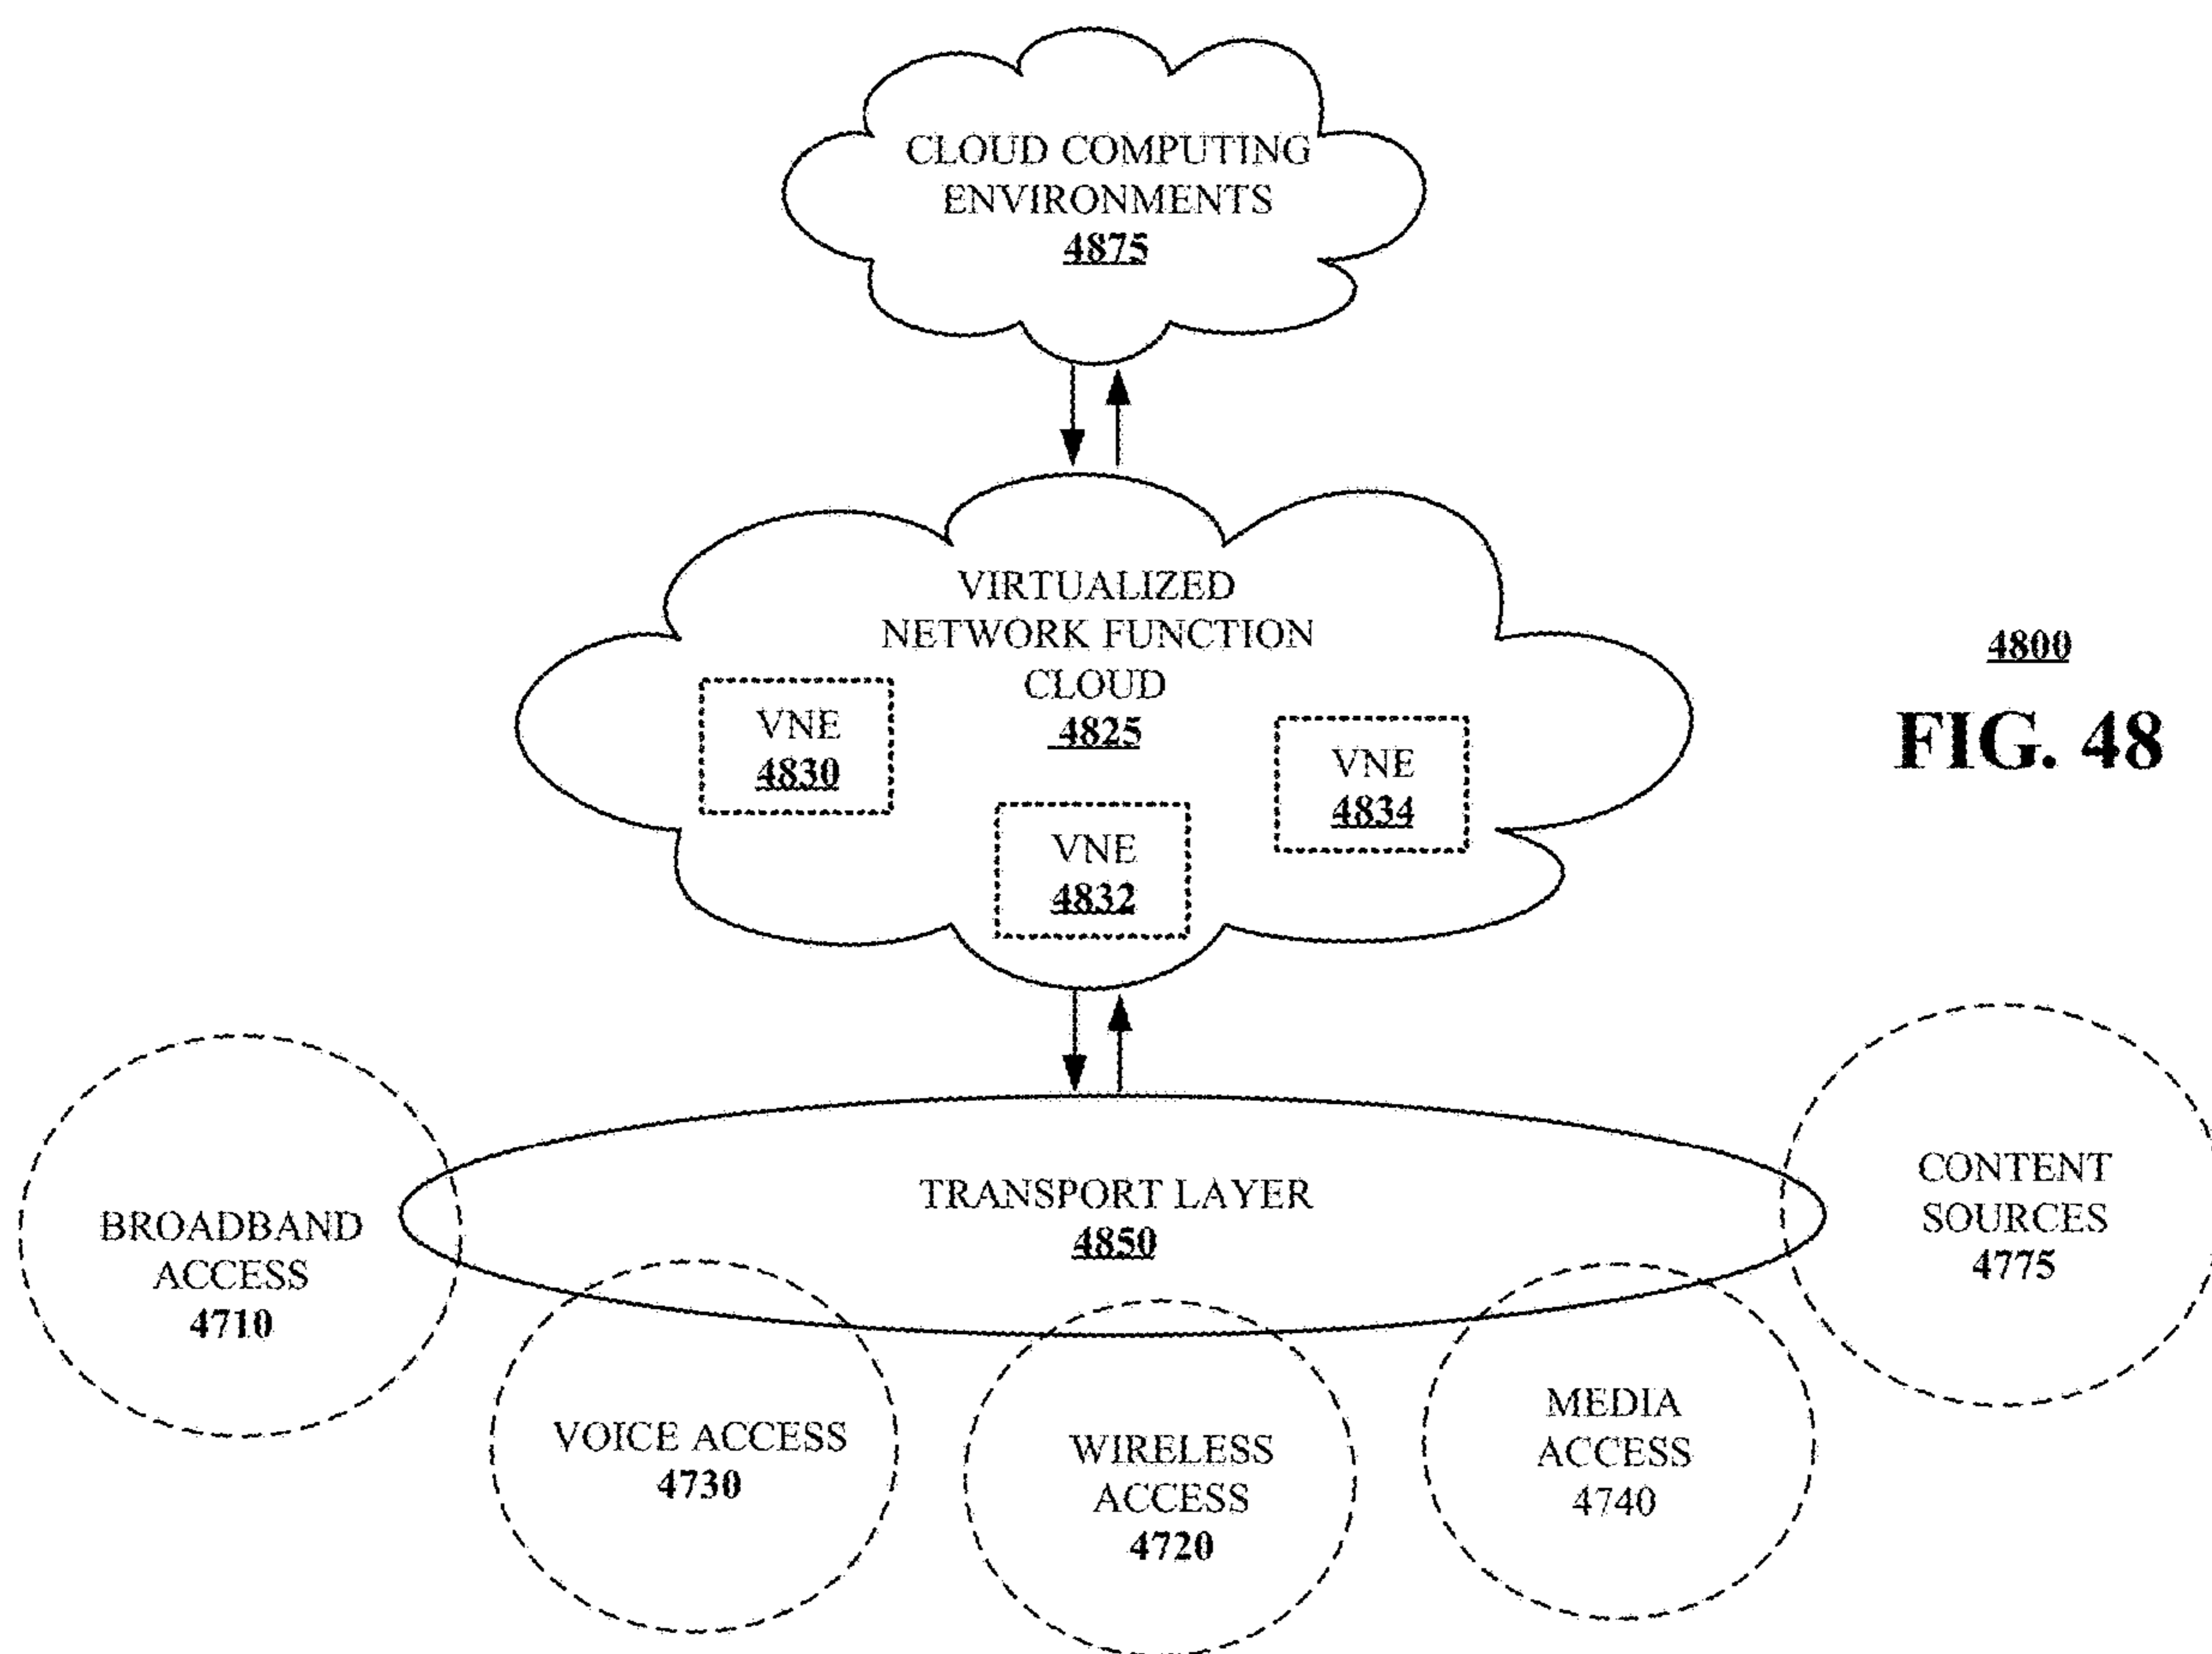 CLOUD COMPUTING
ENVIRONMENTS
4875
VIRTUALIZED
NETWORK FUNCTION
CLOUD
4825
VNE
4830
VNE
4832
VNE
4834
4800
FIG. 48
TRANSPORT LAYER
4850
BROADBAND
ACCESS
4710
VOICE ACCESS
4730
WIRELESS
ACCESS
4720
MEDIA
ACCESS
4740
CONTENT
SOURCES
4775